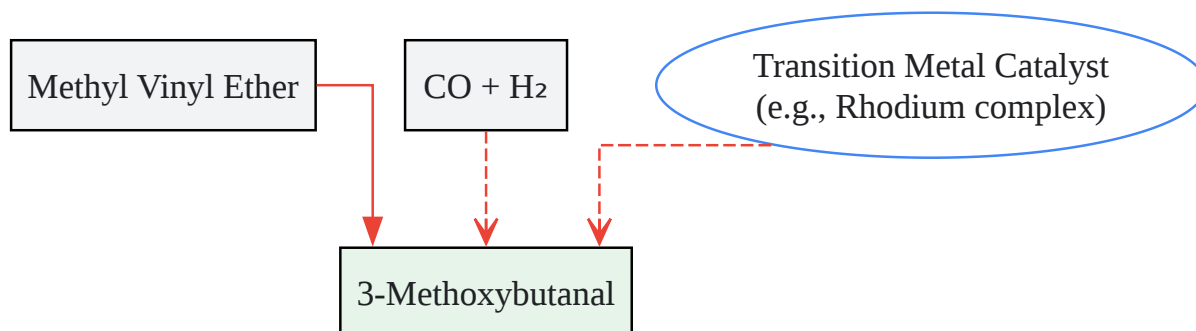 Methyl Vinyl Ether
CO + H₂
Transition Metal Catalyst
(e.g., Rhodium complex)
3-Methoxybutanal